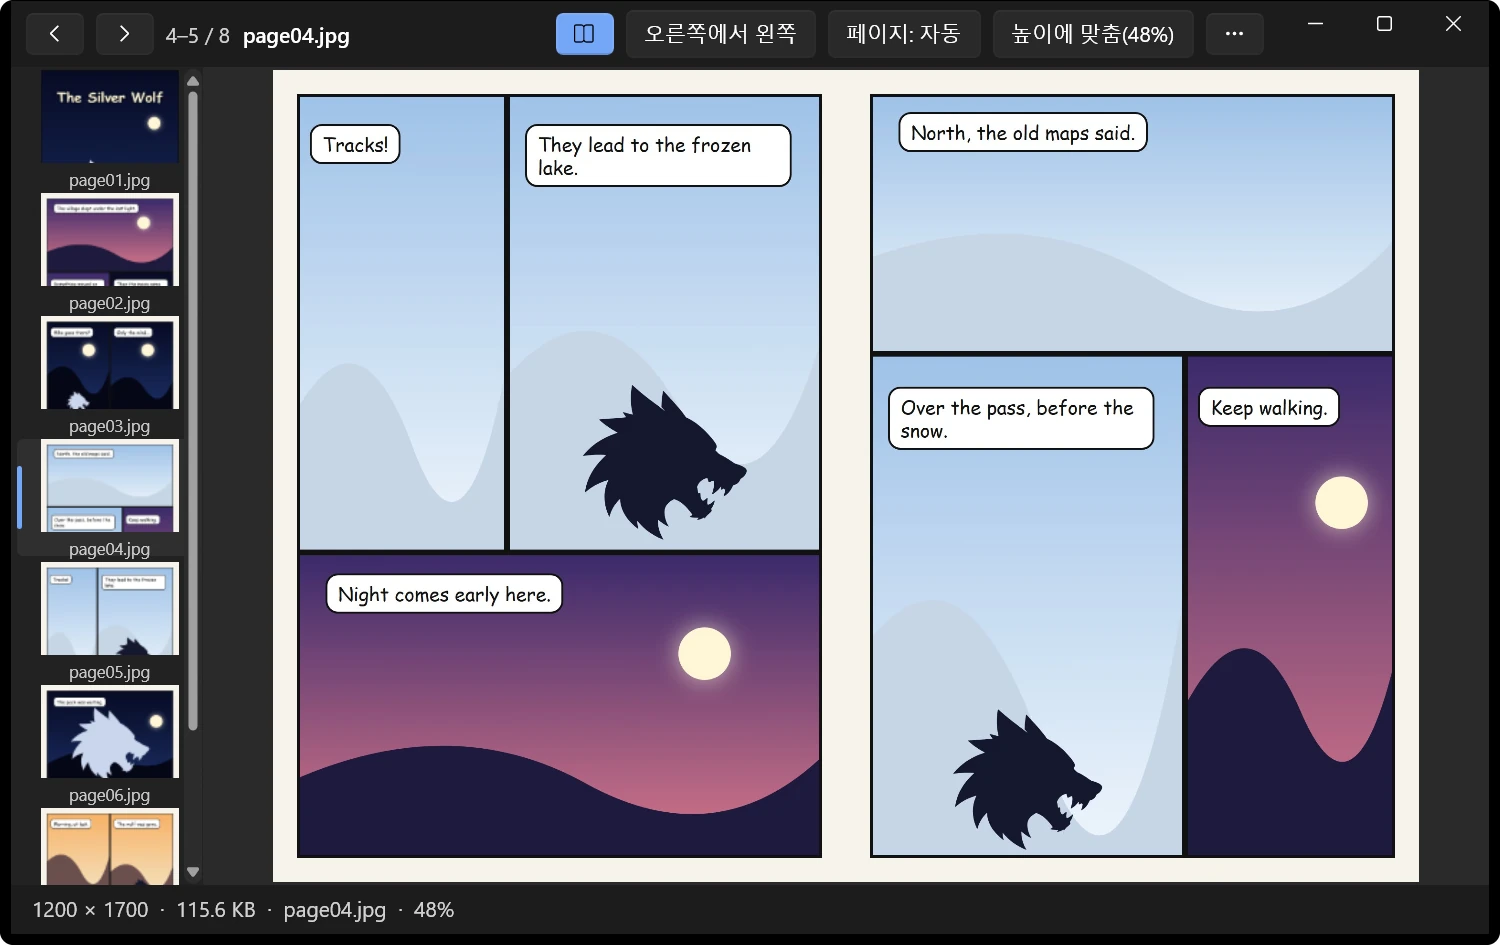 4–5 / 8 page04.jpg
오른쪽에서 왼쪽
페이지: 자동
높이에 맞춤(48%)
The Silver Wolf
page01.jpg
page02.jpg
page03.jpg
page04.jpg
page05.jpg
page06.jpg
North, the old maps said.
Over the pass, before the
snow.
Keep walking.
Tracks!
They lead to the frozen
lake.
Night comes early here.
1200 × 1700 · 115.6 KB · page04.jpg · 48%